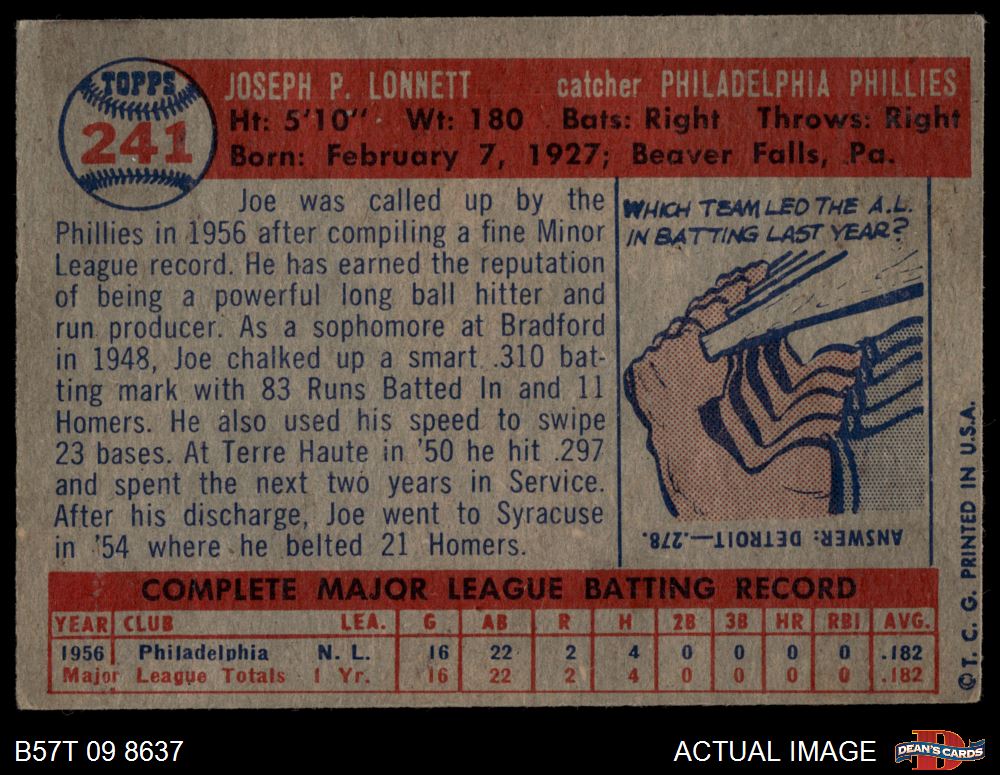 TOPPS
241
JOSEPH P. LONNETT catcher PHILADELPHIA PHILLIES
Ht: 5'10" Wt: 180 Bats: Right Throws: Right
Born: February 7, 1927; Beaver Falls, Pa.
Joe was called up by the
Phillies in 1956 after compiling a fine Minor
League record. He has earned the reputation
of being a powerful long ball hitter and
run producer. As a sophomore at Bradford
in 1948, Joe chalked up a smart .310 bat-
ting mark with 83 Runs Batted In and 11
Homers. He also used his speed to swipe
23 bases. At Terre Haute in '50 he hit .297
and spent the next two years in Service.
After his discharge, Joe went to Syracuse
in '54 where he belted 21 Homers.
WHICH TEAM LED THE A.L.
IN BATTING LAST YEAR?
ANSWER: DETROIT—.278.
COMPLETE MAJOR LEAGUE BATTING RECORD
YEAR CLUB LEA. G AB R H 2B 3B HR RBI AVG.
1956 Philadelphia N. L. 16 22 2 4 0 0 0 0 .182
Major League Totals 1 Yr. 16 22 2 4 0 0 0 0 .182
© T. C. G. PRINTED IN U.S.A.
B57T 09 8637
ACTUAL IMAGE
DEAN'S CARDS